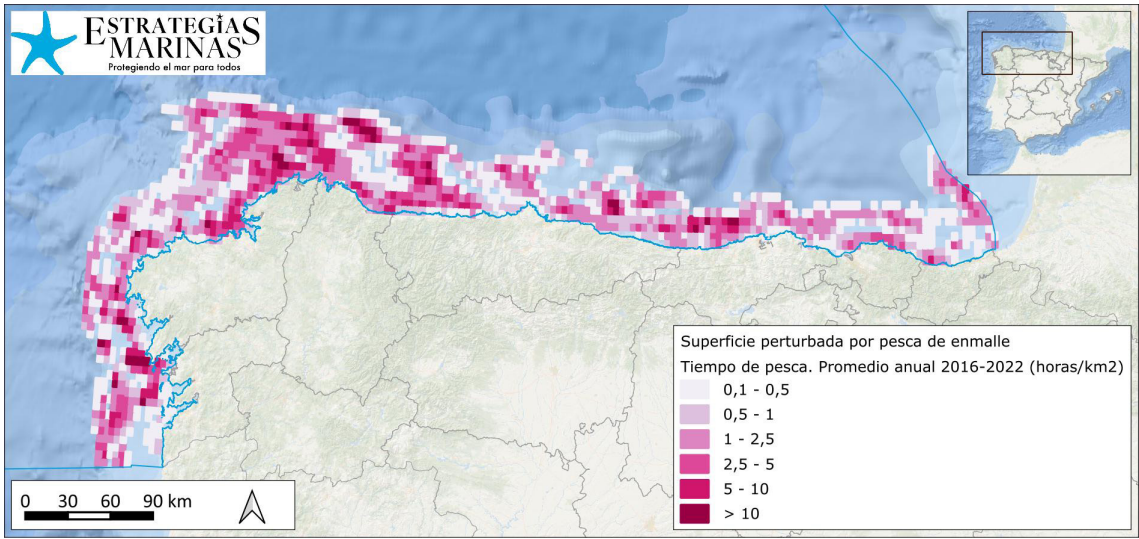 ESTRATEGIAS
MARINAS
Protegiendo el mar para todos
Superficie perturbada por pesca de enmalle
Tiempo de pesca. Promedio anual 2016-2022 (horas/km2)
0,1 - 0,5
0,5 - 1
1 - 2,5
2,5 - 5
5 - 10
> 10
0 30 60 90 km